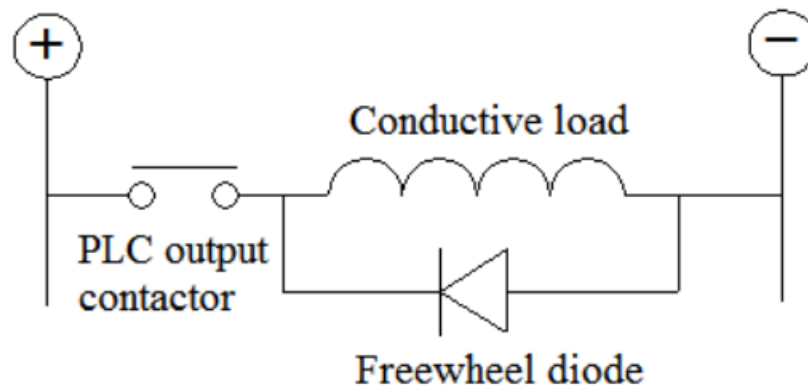 +
−
Conductive load
PLC output
contactor
Freewheel diode